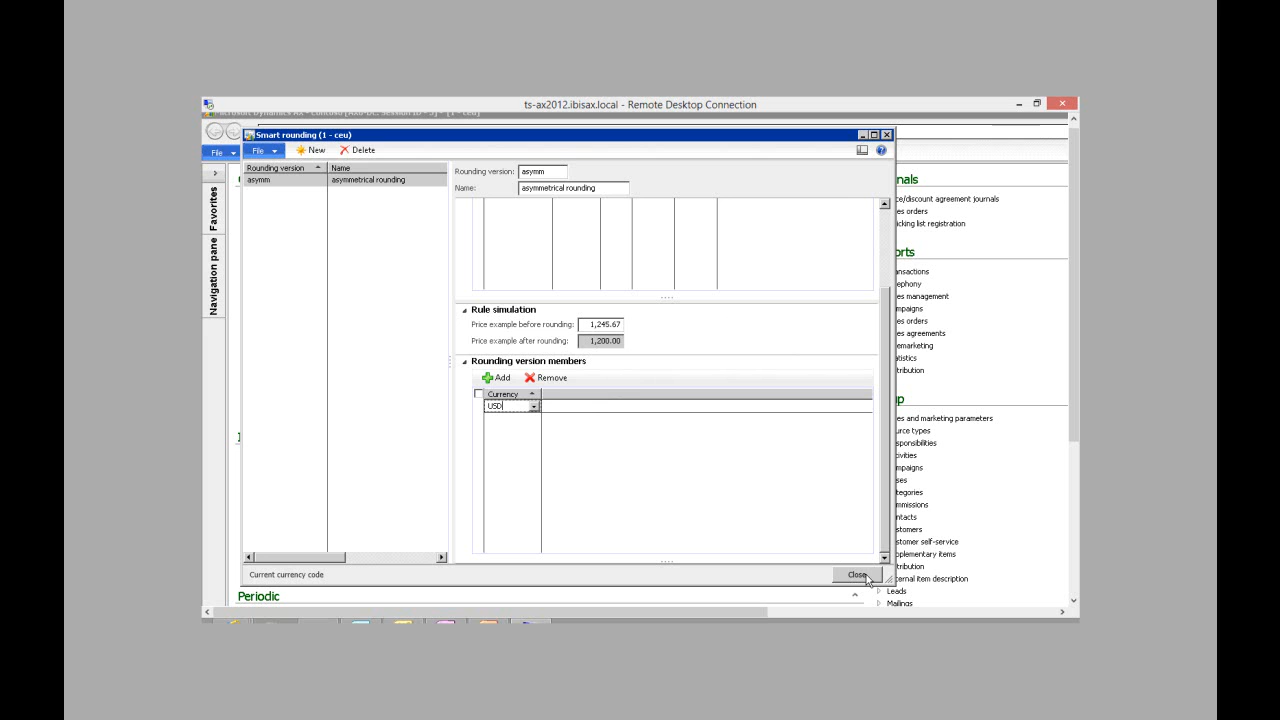 ts-ax2012.ibisax.local - Remote Desktop Connection
Smart rounding (1 - ceu)
File
File
New
Delete
Rounding version
Name
asymm
asymmetrical rounding
Rounding version:
asymm
Name:
asymmetrical rounding
Favorites
Navigation pane
Rule simulation
Price example before rounding:
1,245.67
Price example after rounding:
1,200.00
Rounding version members
Add
Remove
Currency
USD
Current currency code
Close
Periodic
nals
ce/discount agreement journals
es orders
icking list registration
orts
ansactions
ephony
es management
mpaigns
es orders
es agreements
emarketing
atistics
tribution
up
es and marketing parameters
urce types
sponsibilities
ivities
mpaigns
ses
tegories
mmissions
ntacts
stomers
stomer self-service
pplementary items
tribution
ternal item description
Leads
Mailings